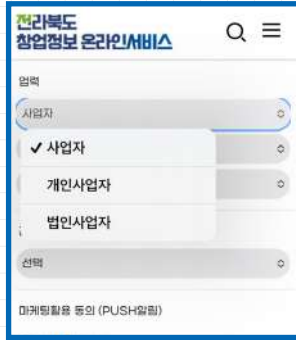 전라북도
창업정보 온라인서비스
업력
사업자
✓ 사업자
개인사업자
법인사업자
선택
마케팅활용 동의 (PUSH알림)